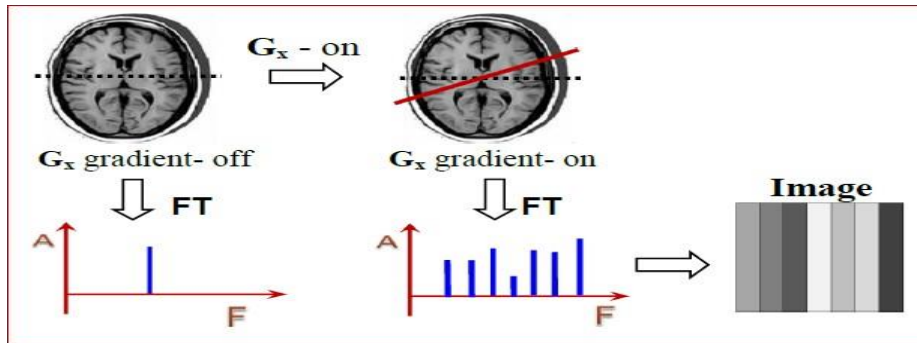 Gx - on
Gx gradient- off
Gx gradient- on
FT
FT
Image
A
F
A
F